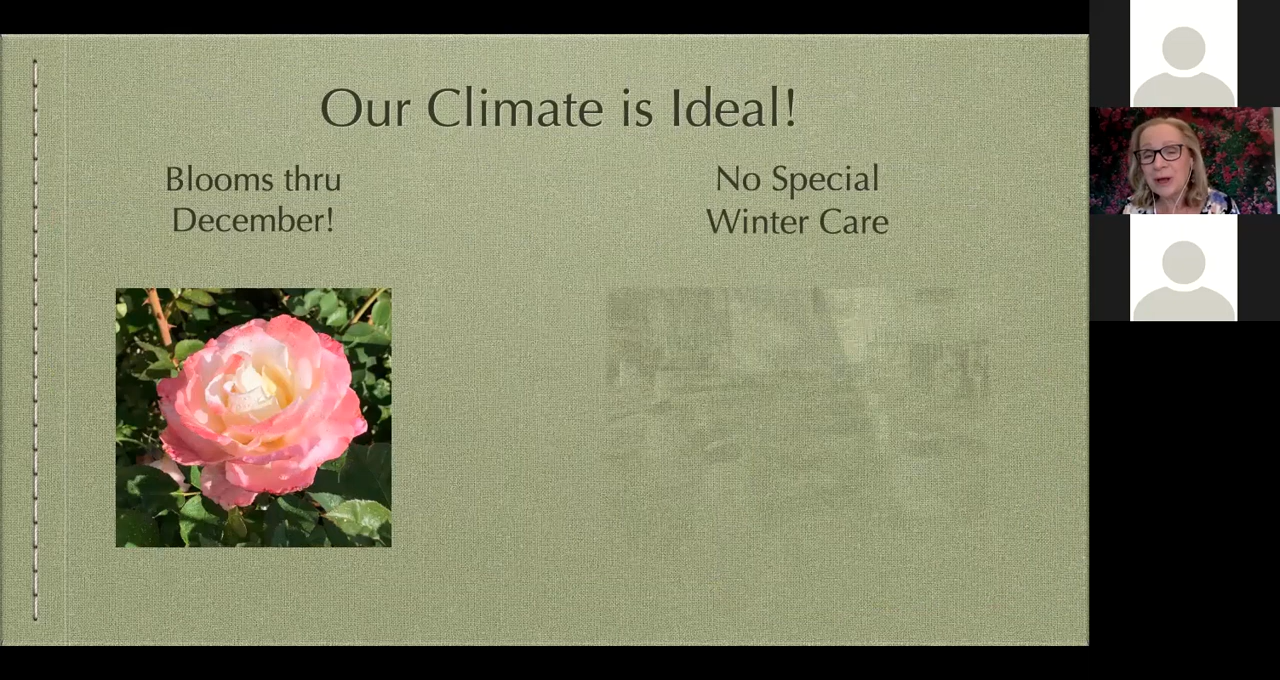 Our Climate is Ideal!
Blooms thru
December!
No Special
Winter Care